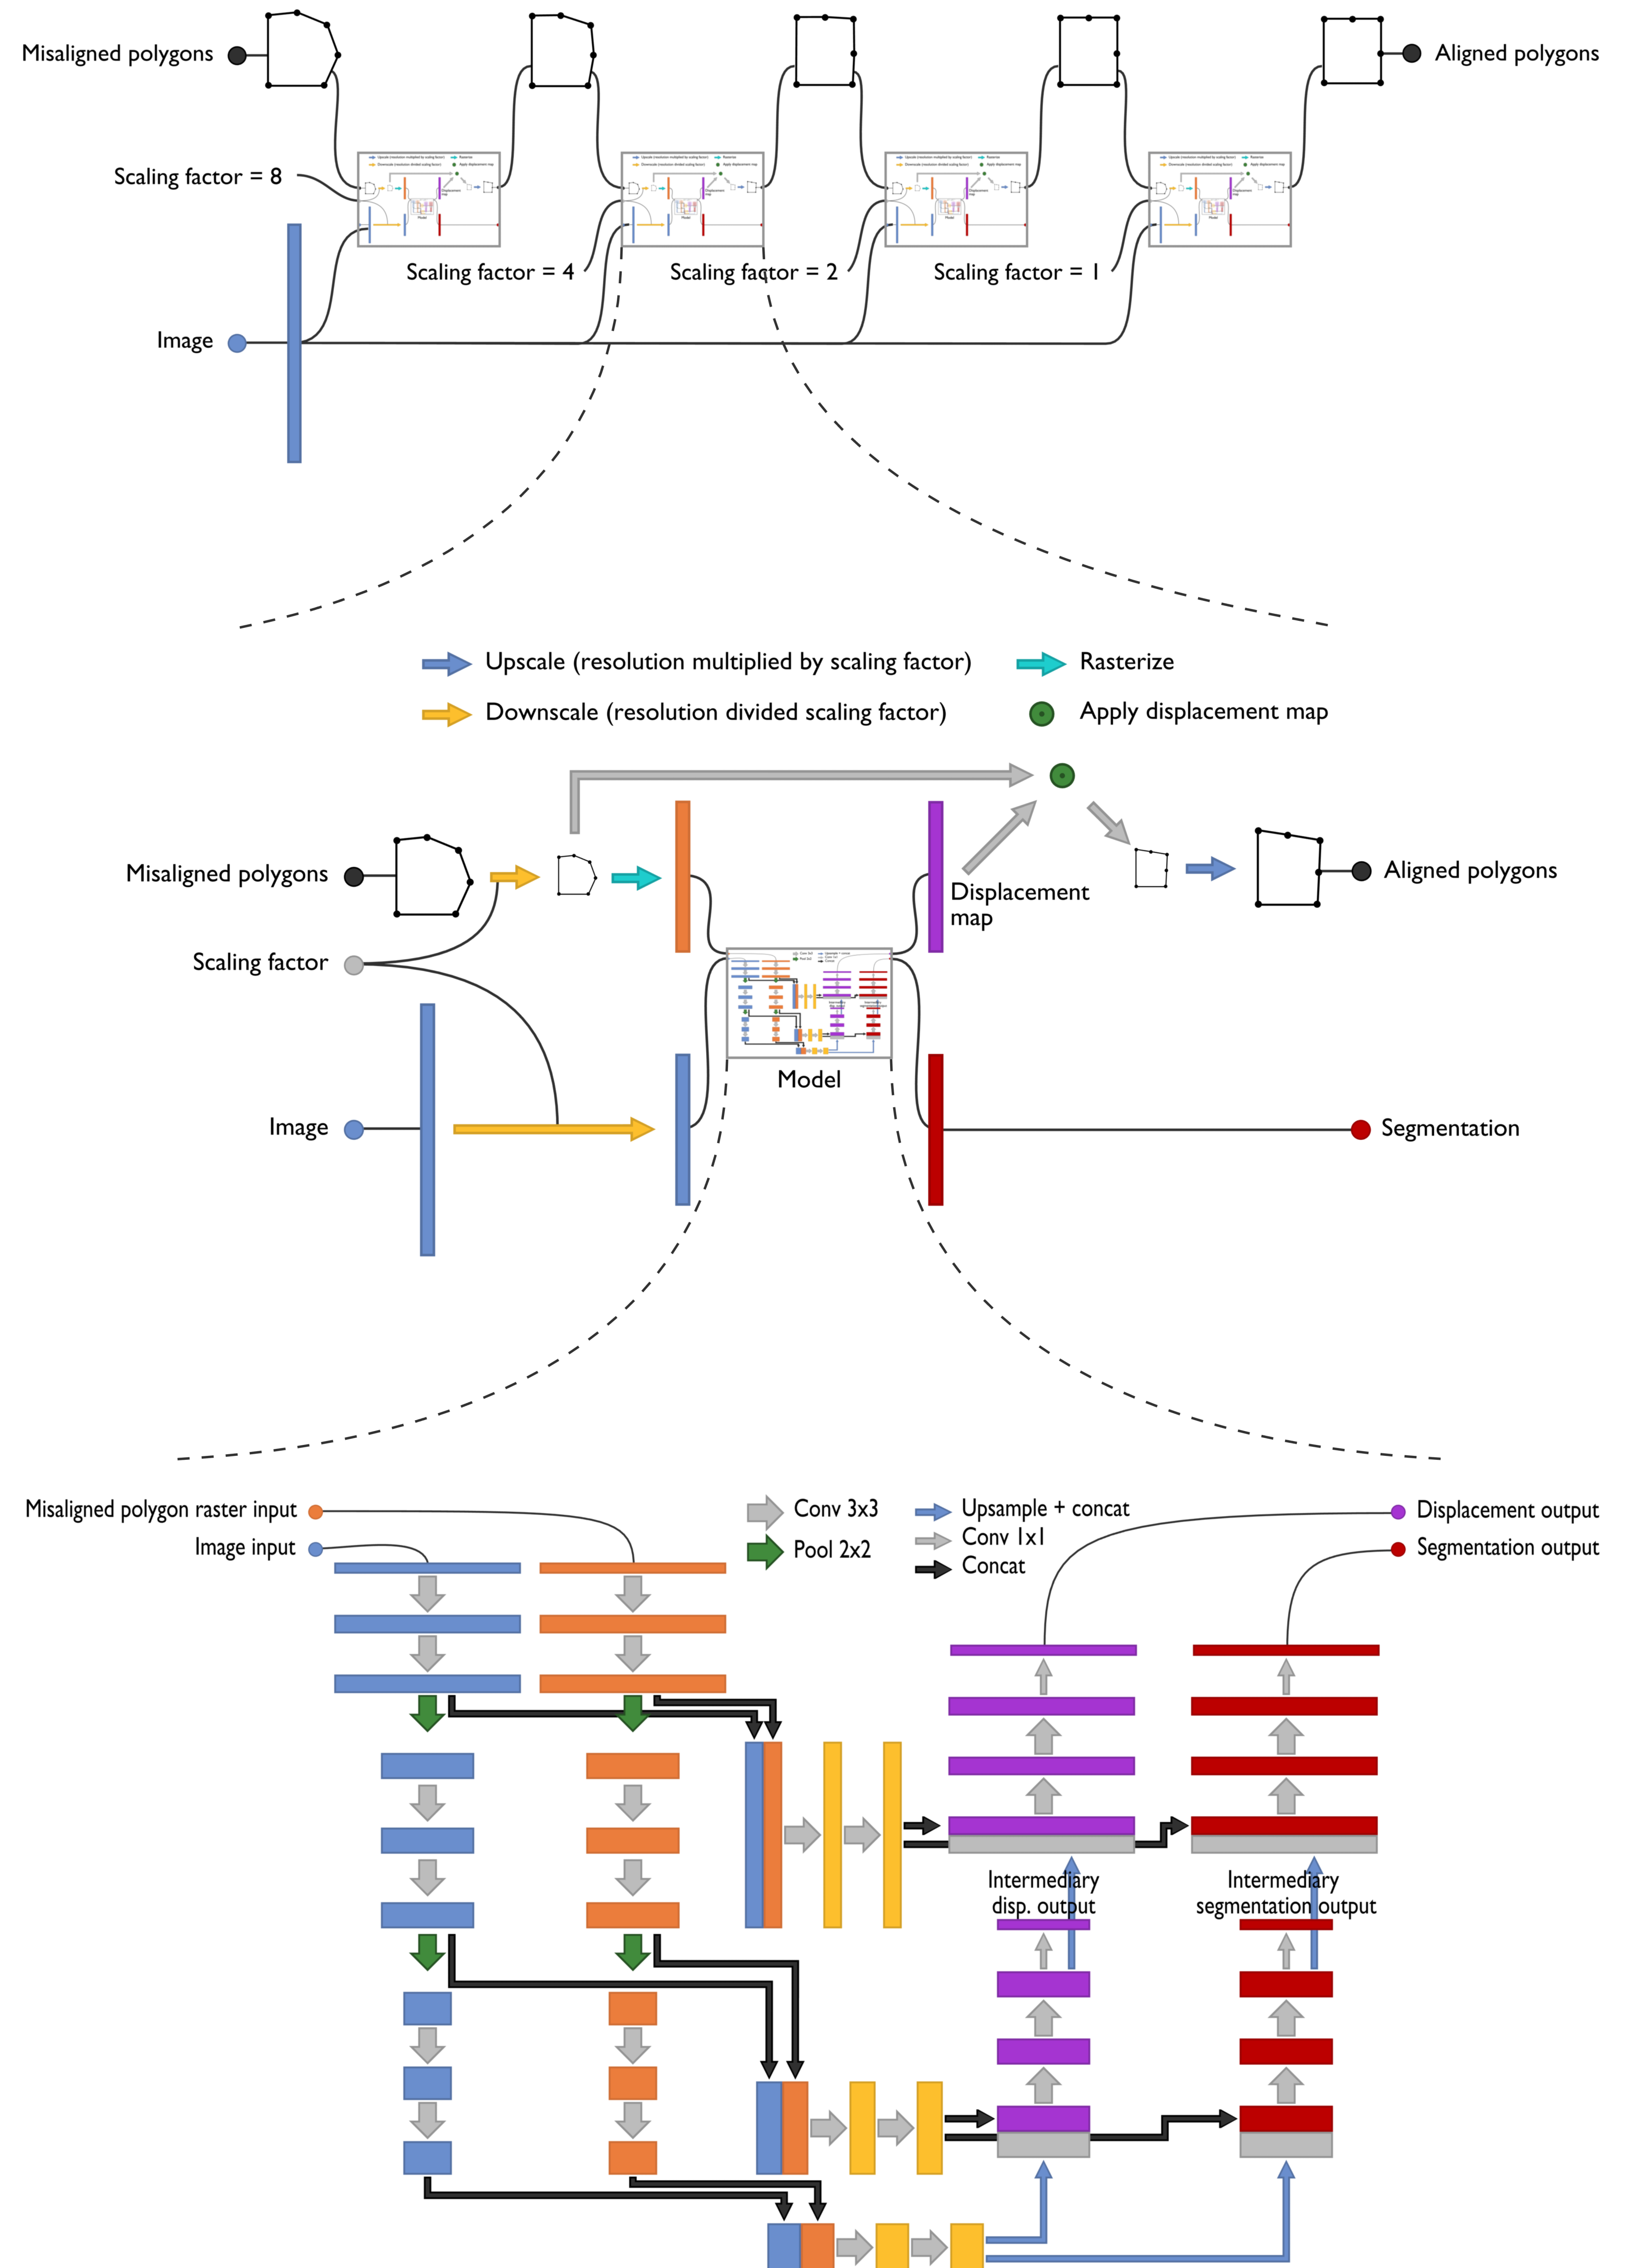 Misaligned polygons
Aligned polygons
Scaling factor = 8
Scaling factor = 4
Scaling factor = 2
Scaling factor = 1
Image
Upscale (resolution multiplied by scaling factor)
Rasterize
Downscale (resolution divided scaling factor)
Apply displacement map
Misaligned polygons
Displacement
map
Aligned polygons
Scaling factor
Model
Image
Segmentation
Misaligned polygon raster input
Image input
Conv 3x3
Pool 2x2
Upsample + concat
Conv 1x1
Concat
Displacement output
Segmentation output
Intermediary
disp. output
Intermediary
segmentation output